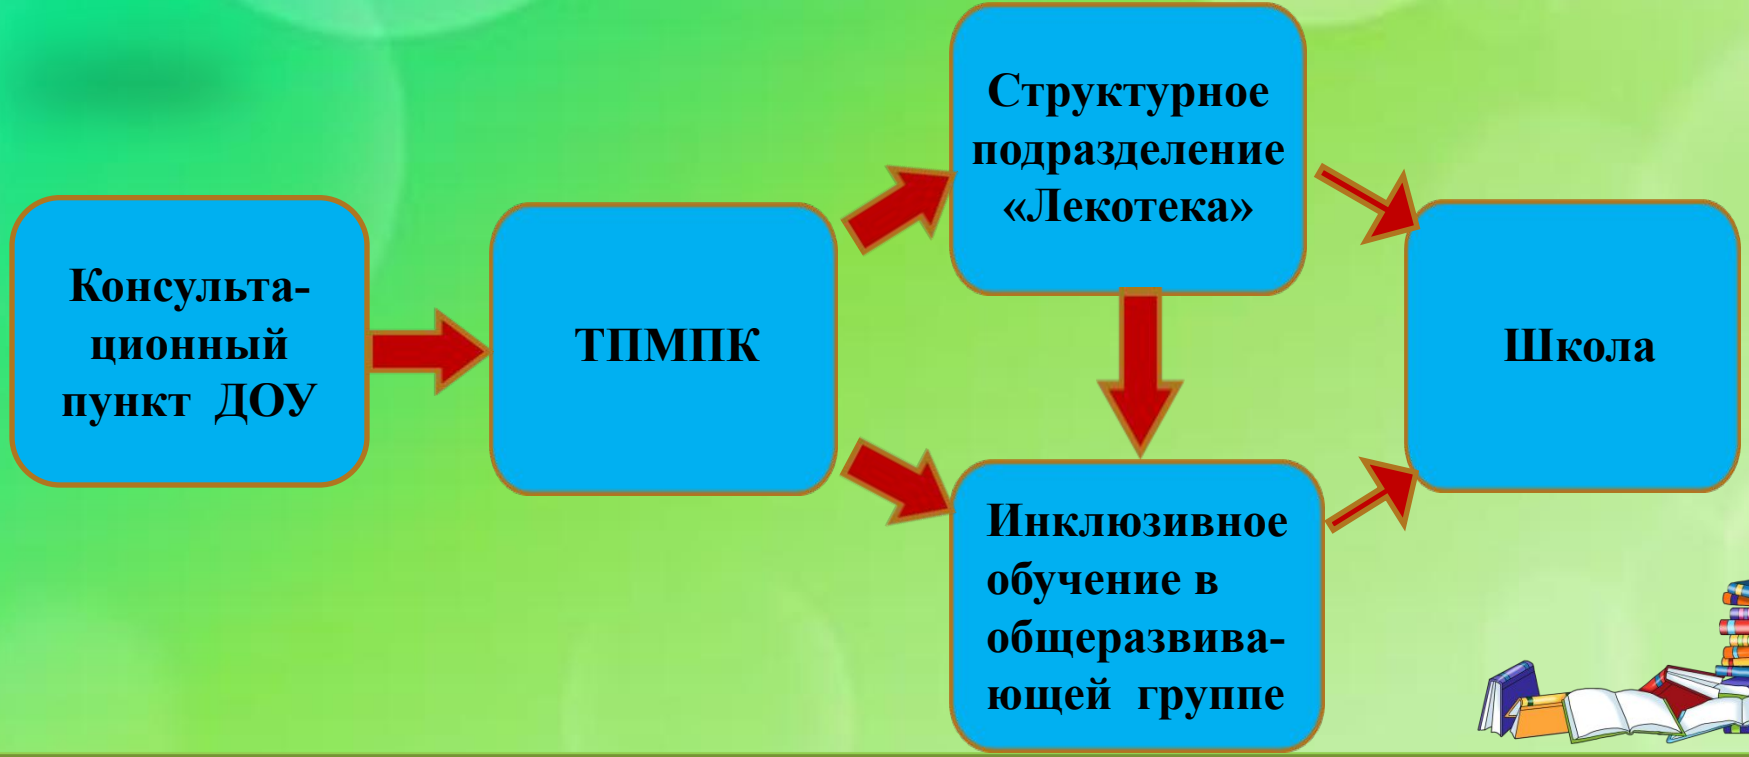 Консульта-
ционный
пункт ДОУ
ТПМПК
Структурное
подразделение
«Лекотека»
Инклюзивное
обучение в
общеразвива-
ющей группе
Школа